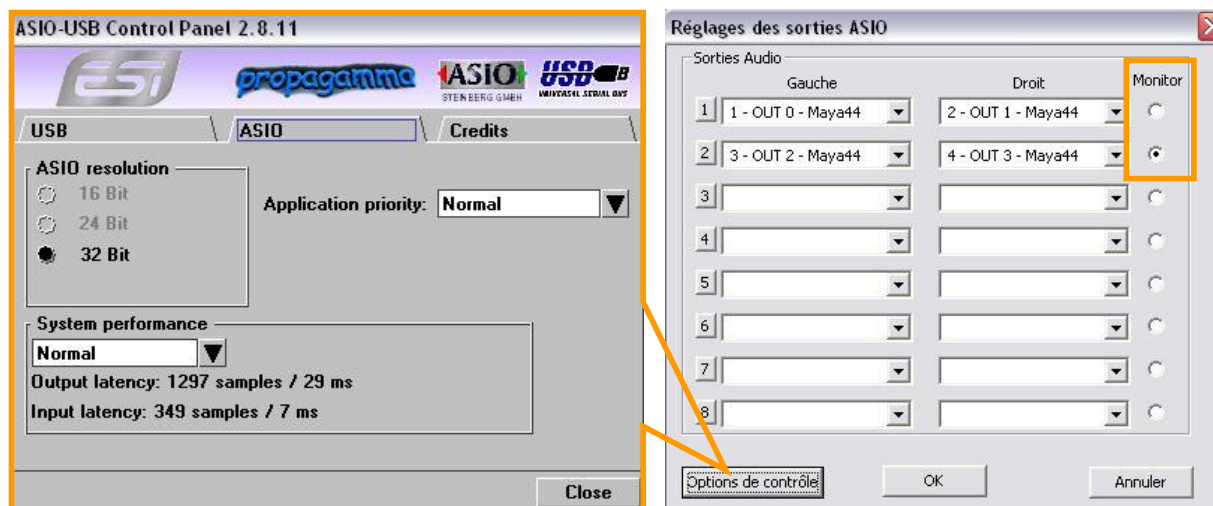 ASIO-USB Control Panel 2.8.11
ESI propagamma ASIO USB
STEINBERG GMBH UNIVERSAL SERIAL BUS
USB ASIO Credits
ASIO resolution
16 Bit
24 Bit
32 Bit
Application priority: Normal
System performance
Normal
Output latency: 1297 samples / 29 ms
Input latency: 349 samples / 7 ms
Close
Réglages des sorties ASIO
Sorties Audio
Gauche Droit Monitor
1 1 - OUT 0 - Maya44 2 - OUT 1 - Maya44
2 3 - OUT 2 - Maya44 4 - OUT 3 - Maya44
3
4
5
6
7
8
Options de contrôle OK Annuler